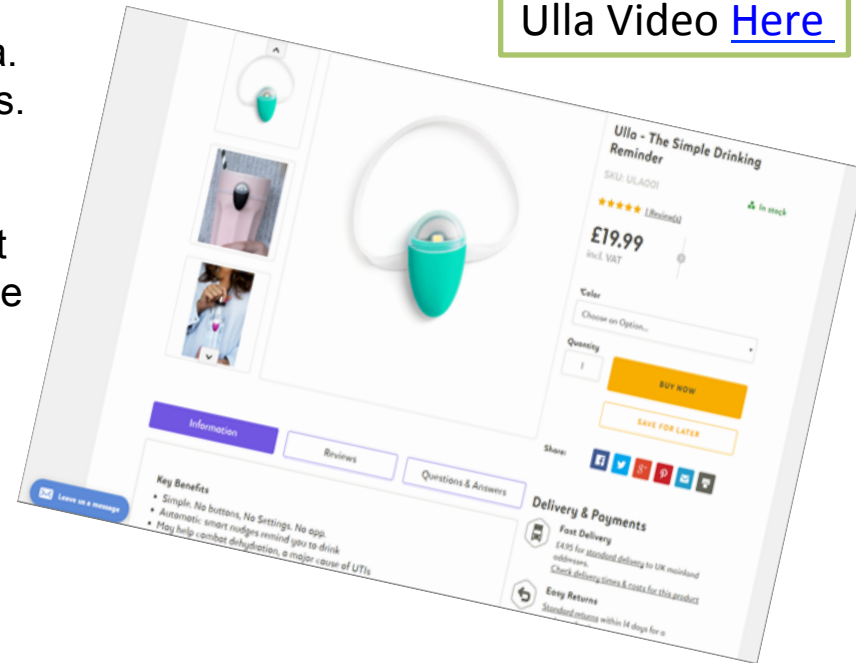 Ulla Video Here
a.
s.
t
e
Ulla - The Simple Drinking
Reminder
SKU: ULA001
In stock
1 Review(s)
£19.99
incl. VAT
*Color
Choose an Option...
Quantity
1
BUY NOW
SAVE FOR LATER
Share:
Information
Reviews
Questions & Answers
Key Benefits
• Simple. No buttons, No Settings. No app.
• Automatic smart nudges remind you to drink
• May help combat dehydration, a major cause of UTIs
Leave us a message
Delivery & Payments
Fast Delivery
£4.95 for standard delivery to UK mainland
addresses.
Check delivery times & costs for this product
Easy Returns
Standard returns within 14 days for a